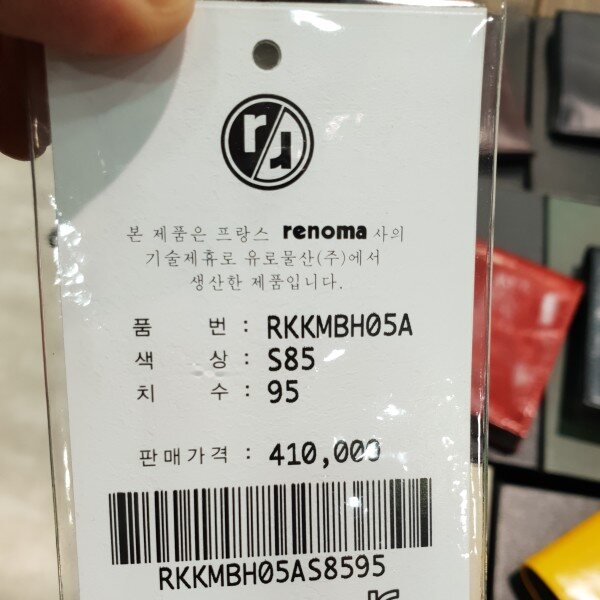 본 제품은 프랑스 renoma 사의
기술제휴로 유로물산(주)에서
생산한 제품입니다.
품 번 : RKKMBH05A
색 상 : S85
치 수 : 95
판매가격 : 410,000
RKKMBH05AS8595